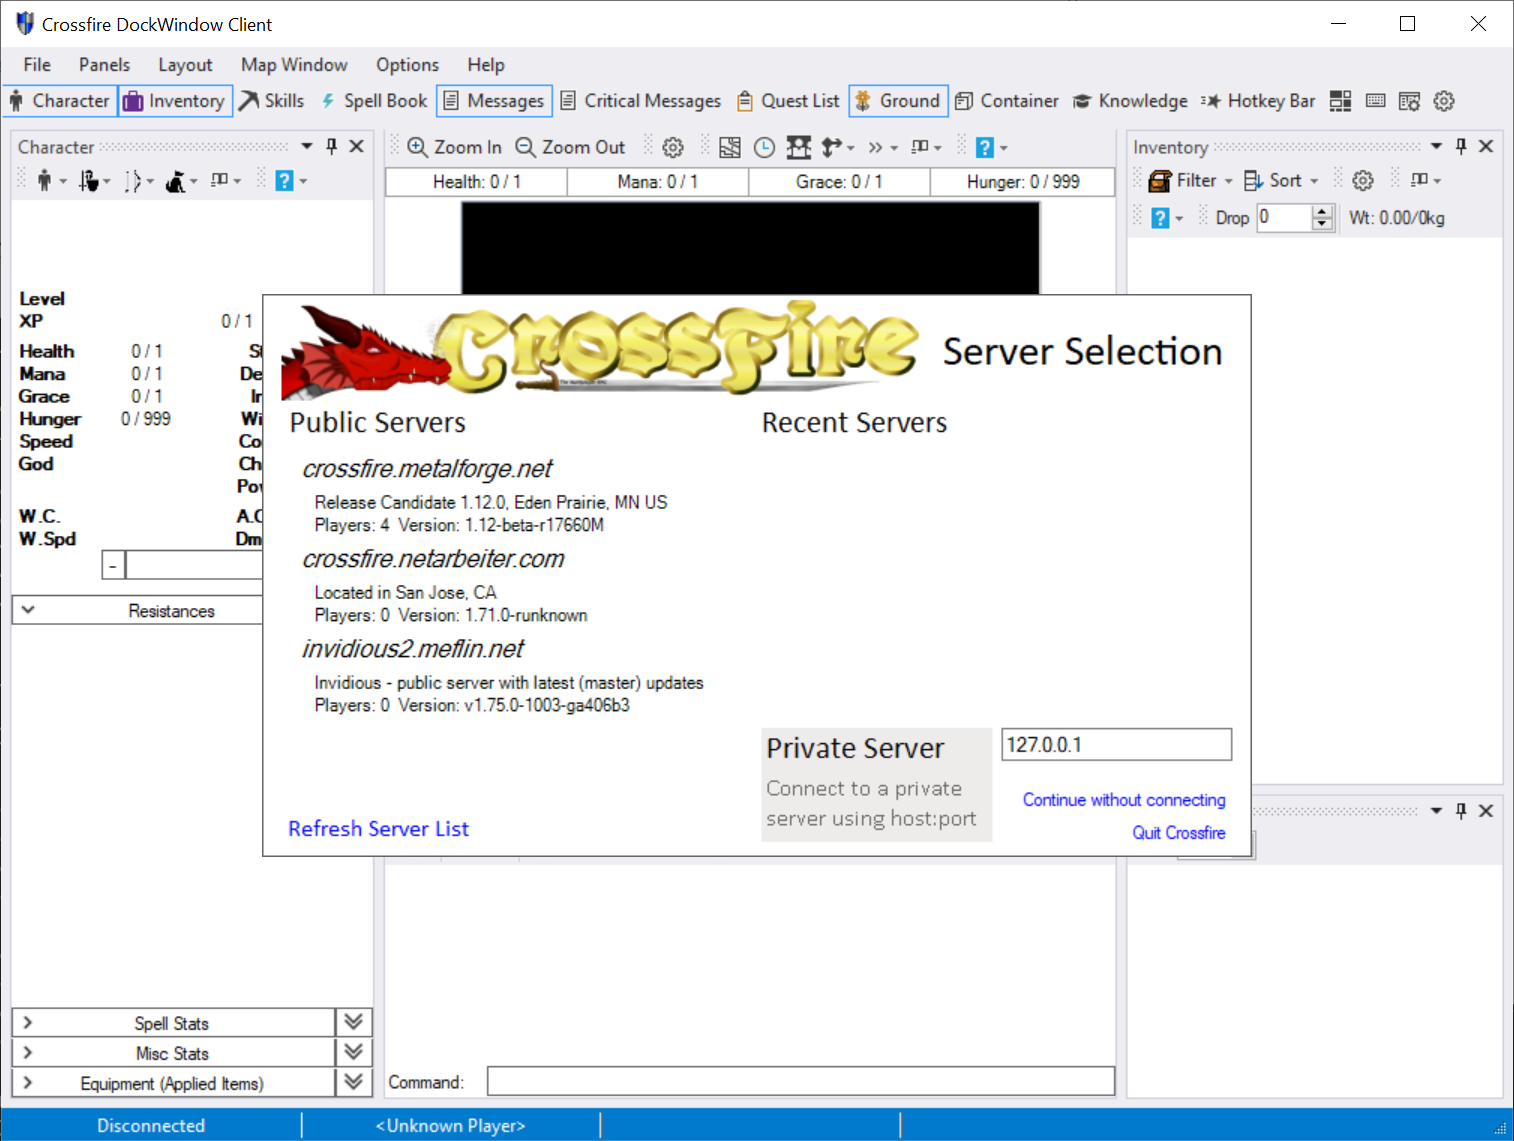 Crossfire DockWindow Client
File Panels Layout Map Window Options Help
Character Inventory Skills Spell Book Messages Critical Messages Quest List Ground Container Knowledge Hotkey Bar
Character
Zoom In Zoom Out
Inventory
Filter Sort
Health: 0 / 1 Mana: 0 / 1 Grace: 0 / 1 Hunger: 0 / 999
Drop 0 Wt: 0.00/0kg
Level
XP 0 / 1
Health 0 / 1 St
Mana 0 / 1 De
Grace 0 / 1 In
Hunger 0 / 999 Wi
Speed Co
God Ch
Pow
W.C. A.C
W.Spd Dm
-
Resistances
CrossFire
Server Selection
Public Servers
crossfire.metalforge.net
Release Candidate 1.12.0, Eden Prairie, MN US
Players: 4 Version: 1.12-beta-r17660M
crossfire.netarbeiter.com
Located in San Jose, CA
Players: 0 Version: 1.71.0-runknown
invidious2.meflin.net
Invidious - public server with latest (master) updates
Players: 0 Version: v1.75.0-1003-ga406b3
Refresh Server List
Recent Servers
Private Server
Connect to a private
server using host:port
127.0.0.1
Continue without connecting
Quit Crossfire
Spell Stats
Misc Stats
Equipment (Applied Items)
Command:
Disconnected <Unknown Player>